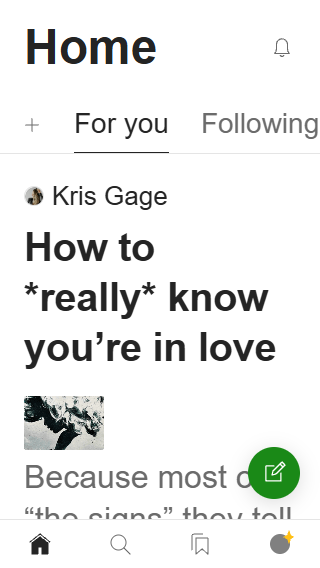 Home
For you
Following
Kris Gage
How to
*really* know
you’re in love
Because most
“the signs” they tell